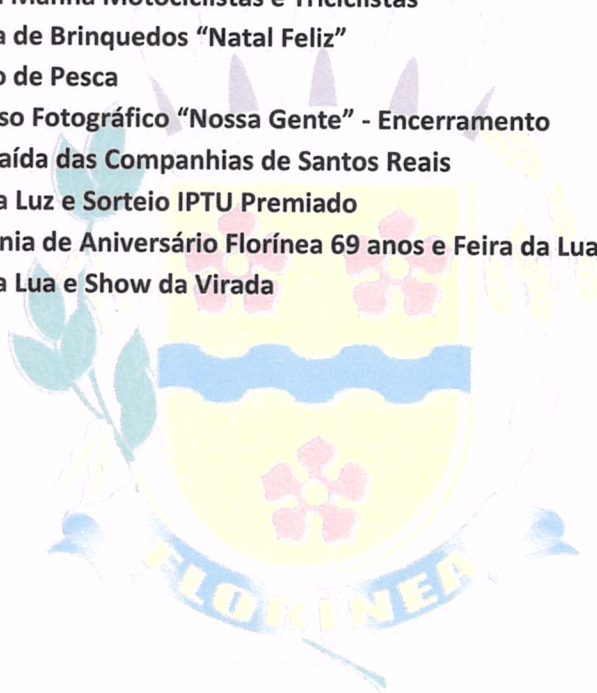 a de Brinquedos “Natal Feliz”
o de Pesca
so Fotográfico “Nossa Gente” - Encerramento
aída das Companhias de Santos Reais
a Luz e Sorteio IPTU Premiado
nia de Aniversário Florínea 69 anos e Feira da Lua
a Lua e Show da Virada
FLORÍNEA